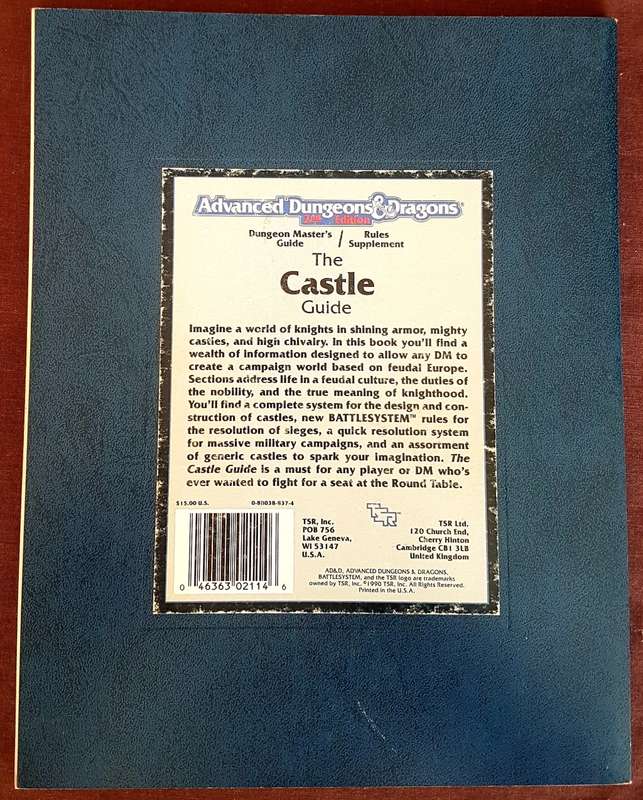 Advanced Dungeons & Dragons®
2nd Edition
Dungeon Master's Guide / Rules Supplement
The
Castle
Guide
Imagine a world of knights in shining armor, mighty
castles, and high chivalry. In this book you'll find a
wealth of information designed to allow any DM to
create a campaign world based on feudal Europe.
Sections address life in a feudal culture, the duties of
the nobility, and the true meaning of knighthood.
You'll find a complete system for the design and con-
struction of castles, new BATTLESYSTEM™ rules for
the resolution of sieges, a quick resolution system
for massive military campaigns, and an assortment
of generic castles to spark your imagination. The
Castle Guide is a must for any player or DM who's
ever wanted to fight for a seat at the Round Table.
$15.00 U.S.
0-88038-837-4
0 46363 02114 6
TSR, Inc.
POB 756
Lake Geneva,
WI 53147
U.S.A.
TSR
TSR Ltd.
120 Church End,
Cherry Hinton
Cambridge CB1 3LB
United Kingdom
AD&D, ADVANCED DUNGEONS & DRAGONS,
BATTLESYSTEM, and the TSR logo are trademarks
owned by TSR, Inc. ©1990 TSR, Inc. All Rights Reserved.
Printed in the U.S.A.